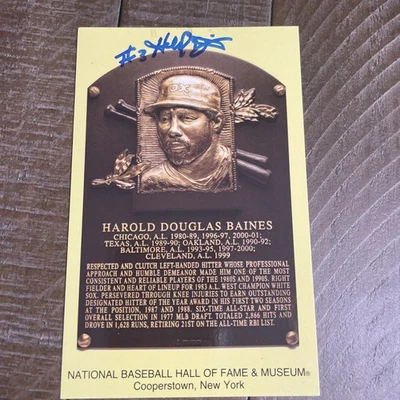 #3 Harold Baines
SOX
HAROLD DOUGLAS BAINES
CHICAGO, A.L. 1980-89, 1996-97, 2000-01;
TEXAS, A.L. 1989-90; OAKLAND, A.L. 1990-92;
BALTIMORE, A.L. 1993-95, 1997-2000;
CLEVELAND, A.L. 1999
RESPECTED AND CLUTCH LEFT-HANDED HITTER WHOSE PROFESSIONAL
APPROACH AND HUMBLE DEMEANOR MADE HIM ONE OF THE MOST
CONSISTENT AND RELIABLE PLAYERS OF THE 1980S AND 1990S. RIGHT
FIELDER AND HEART OF LINEUP FOR 1983 A.L. WEST CHAMPION WHITE
SOX. PERSEVERED THROUGH KNEE INJURIES TO EARN OUTSTANDING
DESIGNATED HITTER OF THE YEAR AWARD IN HIS FIRST TWO SEASONS
AT THE POSITION, 1987 AND 1988. SIX-TIME ALL-STAR AND FIRST
OVERALL SELECTION IN 1977 MLB DRAFT. TOTALED 2,866 HITS AND
DROVE IN 1,628 RUNS, RETIRING 21ST ON THE ALL-TIME RBI LIST.
NATIONAL BASEBALL HALL OF FAME & MUSEUM®
Cooperstown, New York